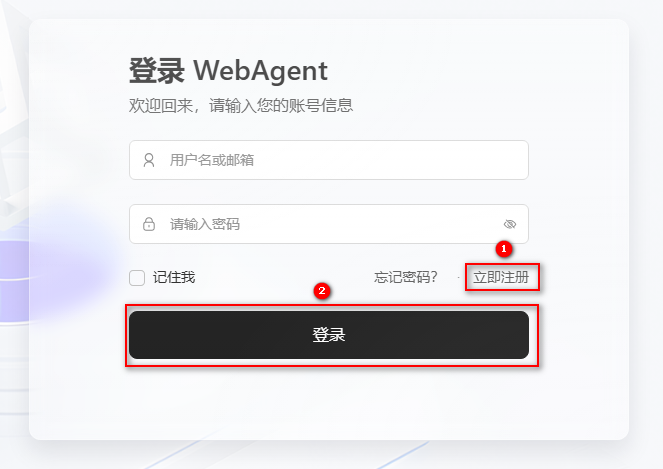 登录 WebAgent
欢迎回来，请输入您的账号信息
用户名或邮箱
请输入密码
1
记住我 忘记密码? · 立即注册
2
登录